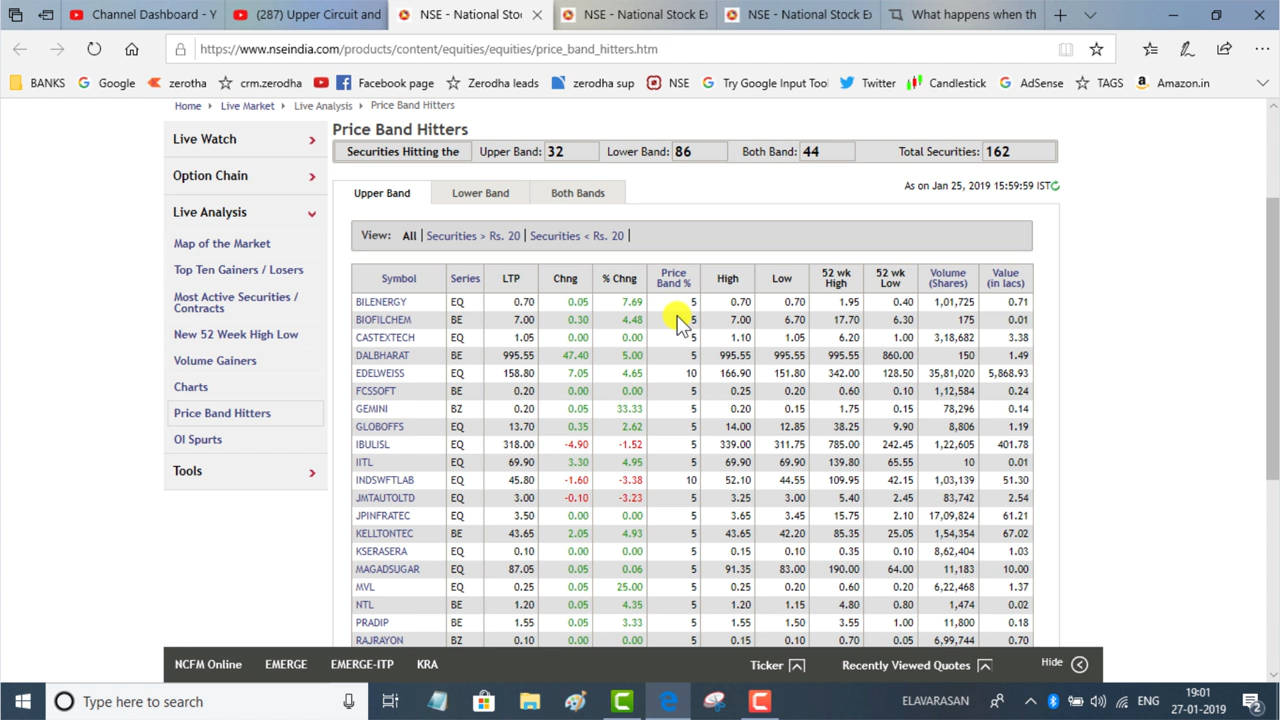 Channel Dashboard - Y
(287) Upper Circuit and
NSE - National Stoc
NSE - National Stock Ex
NSE - National Stock Ex
What happens when th
https://www.nseindia.com/products/content/equities/equities/price_band_hitters.htm
BANKS Google zerotha crm.zerodha Facebook page Zerodha leads zerodha sup NSE Try Google Input Tool Twitter Candlestick AdSense TAGS Amazon.in
Home Live Market Live Analysis Price Band Hitters
Live Watch
Option Chain
Live Analysis
Map of the Market
Top Ten Gainers / Losers
Most Active Securities /
Contracts
New 52 Week High Low
Volume Gainers
Charts
Price Band Hitters
OI Spurts
Tools
Price Band Hitters
Securities Hitting the Upper Band: 32 Lower Band: 86 Both Band: 44 Total Securities: 162
Upper Band Lower Band Both Bands As on Jan 25, 2019 15:59:59 IST
View: All | Securities > Rs. 20 | Securities < Rs. 20 |
Symbol Series LTP Chng % Chng Price Band % High Low 52 wk High 52 wk Low Volume (Shares) Value (in lacs)
BILENERGY EQ 0.70 0.05 7.69 5 0.70 0.70 1.95 0.40 1,01,725 0.71
BIOFILCHEM BE 7.00 0.30 4.48 5 7.00 6.70 17.70 6.30 175 0.01
CASTEXTECH EQ 1.05 0.00 0.00 5 1.10 1.05 6.20 1.00 3,18,682 3.38
DALBHARAT BE 995.55 47.40 5.00 5 995.55 995.55 995.55 860.00 150 1.49
EDELWEISS EQ 158.80 7.05 4.65 10 166.90 151.80 342.00 128.50 35,81,020 5,868.93
FCSSOFT BE 0.20 0.00 0.00 5 0.25 0.20 0.60 0.10 1,12,584 0.24
GEMINI BZ 0.20 0.05 33.33 5 0.20 0.15 1.75 0.15 78,296 0.14
GLOBOFFS EQ 13.70 0.35 2.62 5 14.00 12.85 38.25 9.90 8,806 1.19
IBULISL EQ 318.00 -4.90 -1.52 5 339.00 311.75 785.00 242.45 1,22,605 401.78
IITL EQ 69.90 3.30 4.95 5 69.90 69.90 139.80 65.55 10 0.01
INDSWFTLAB EQ 45.80 -1.60 -3.38 10 52.10 44.55 109.95 42.15 1,03,139 51.30
JMTAUTOLTD EQ 3.00 -0.10 -3.23 5 3.25 3.00 5.40 2.45 83,742 2.54
JPINFRATEC EQ 3.50 0.00 0.00 5 3.65 3.45 15.75 2.10 17,09,824 61.21
KELLTONTEC BE 43.65 2.05 4.93 5 43.65 42.20 85.35 25.05 1,54,354 67.02
KSERASERA EQ 0.10 0.00 0.00 5 0.15 0.10 0.35 0.10 8,62,404 1.03
MAGADSUGAR EQ 87.05 0.05 0.06 5 91.35 83.00 190.00 64.00 11,183 10.00
MVL EQ 0.25 0.05 25.00 5 0.25 0.20 0.60 0.20 6,22,468 1.37
NTL BE 1.20 0.05 4.35 5 1.20 1.15 4.80 0.80 1,474 0.02
PRADIP BE 1.55 0.05 3.33 5 1.55 1.50 3.55 1.00 11,800 0.18
RAJRAYON BZ 0.10 0.00 0.00 5 0.15 0.10 0.70 0.05 6,99,744 0.70
NCFM Online EMERGE EMERGE-ITP KRA Ticker Recently Viewed Quotes Hide
Type here to search
ELAVARASAN
ENG
19:01
27-01-2019
2